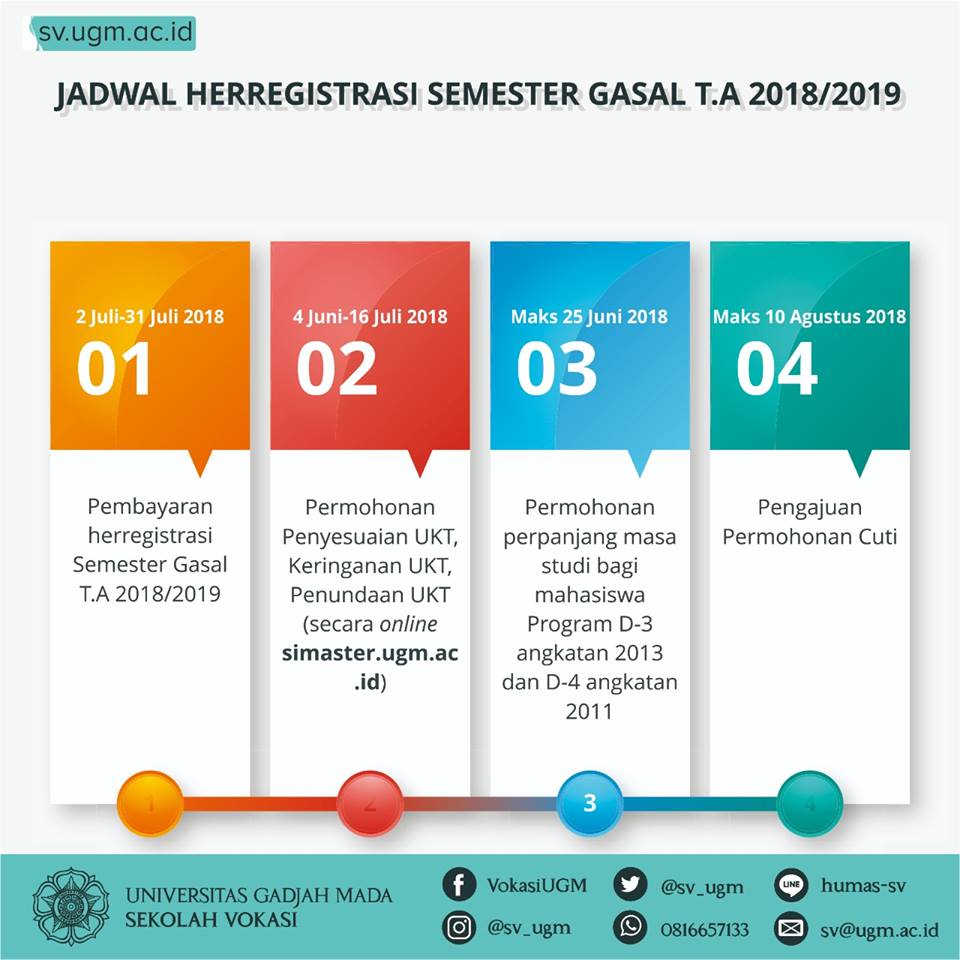 sv.ugm.ac.id
JADWAL HERREGISTRASI SEMESTER GASAL T.A 2018/2019
2 Juli-31 Juli 2018
01
Pembayaran
herregistrasi
Semester Gasal
T.A 2018/2019
4 Juni-16 Juli 2018
02
Permohonan
Penyesuaian UKT,
Keringanan UKT,
Penundaan UKT
(secara online
simaster.ugm.ac
.id)
Maks 25 Juni 2018
03
Permohonan
perpanjang masa
studi bagi
mahasiswa
Program D-3
angkatan 2013
dan D-4 angkatan
2011
Maks 10 Agustus 2018
04
Pengajuan
Permohonan Cuti
1
2
3
4
UNIVERSITAS GADJAH MADA
SEKOLAH VOKASI
VokasiUGM
@sv_ugm
@sv_ugm
0816657133
LINE
humas-sv
sv@ugm.ac.id